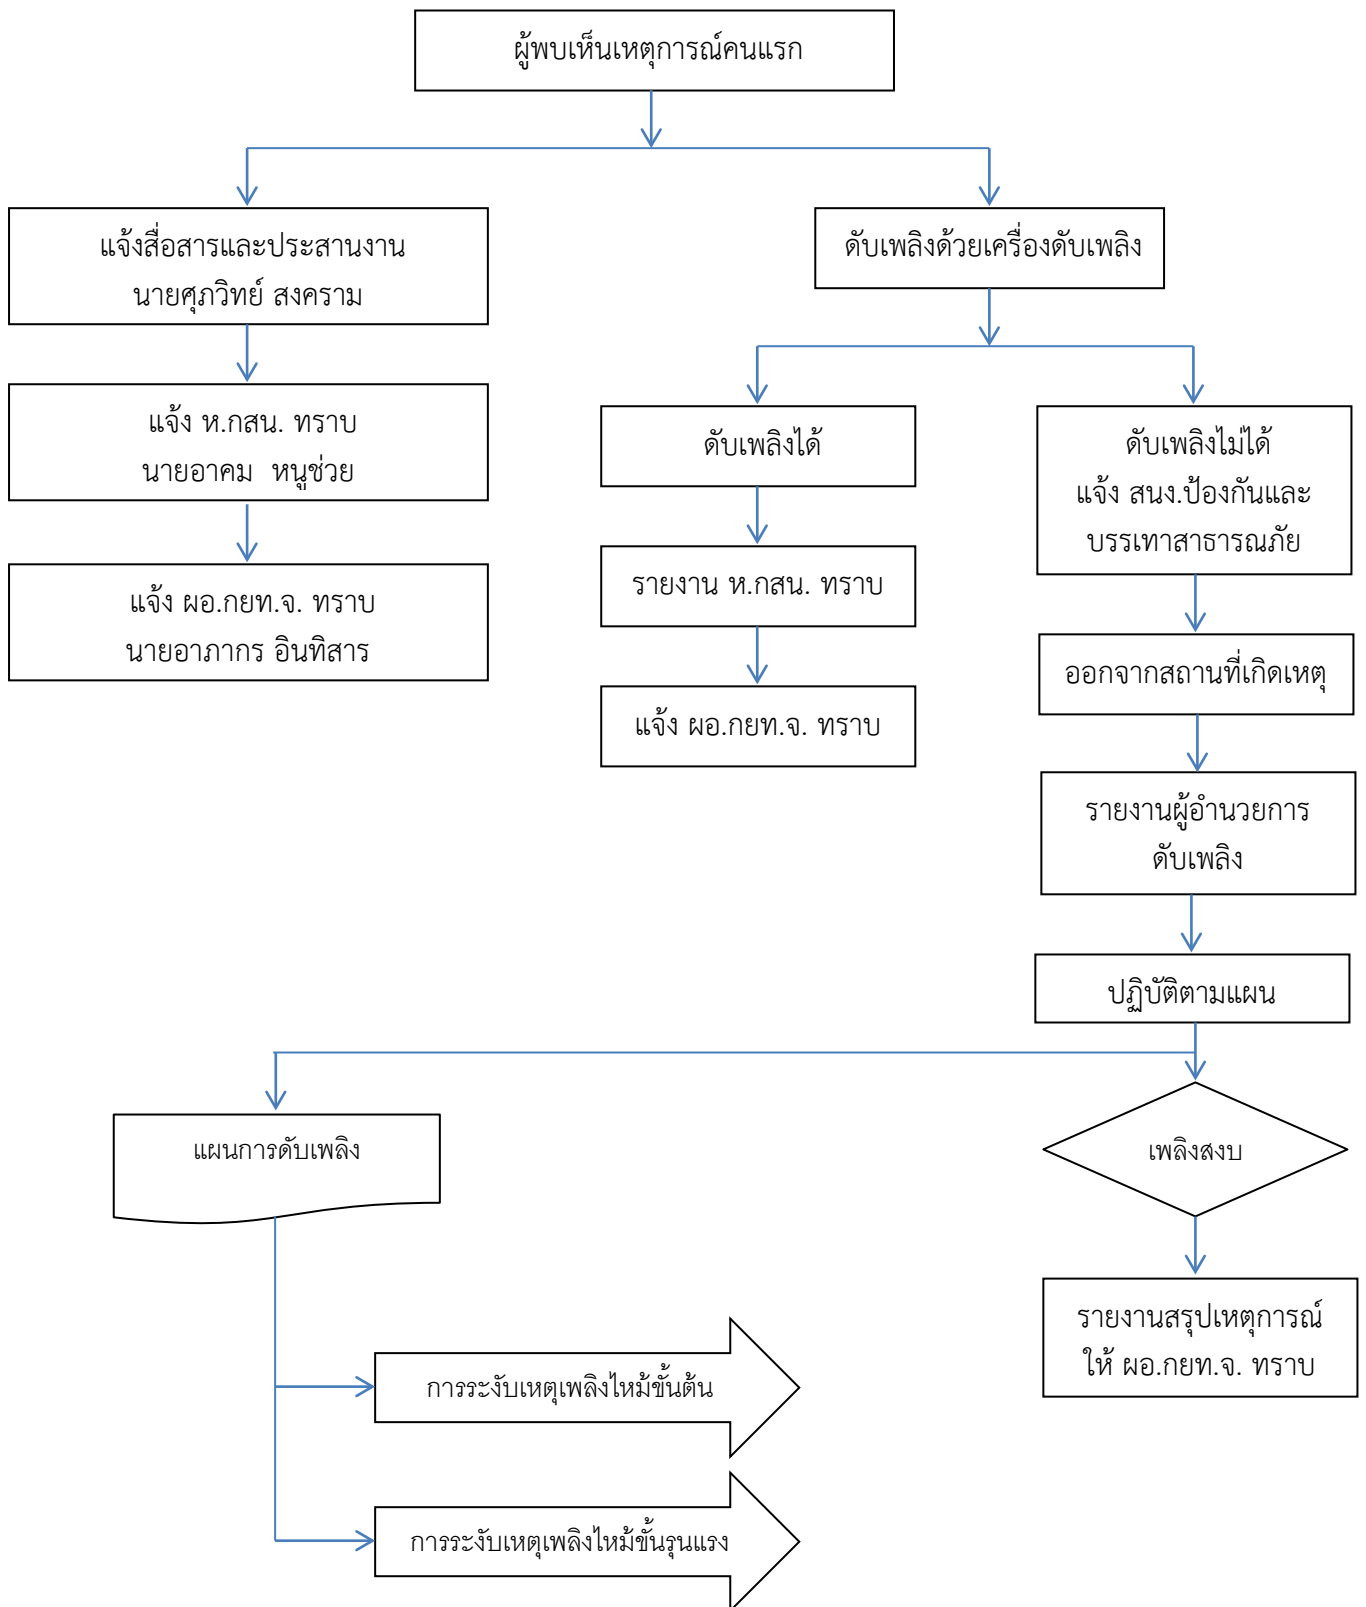 ผู้พบเห็นเหตุการณ์คนแรก
แจ้งสื่อสารและประสานงาน
นายศุภวิทย์ สงคราม
ดับเพลิงด้วยเครื่องดับเพลิง
แจ้ง ห.กสน. ทราบ
นายอาคม หนูช่วย
ดับเพลิงได้
ดับเพลิงไม่ได้
แจ้ง สนง.ป้องกันและ
บรรเทาสาธารณภัย
แจ้ง ผอ.กยท.จ. ทราบ
นายอาภากร อินทิสาร
รายงาน ห.กสน. ทราบ
ออกจากสถานที่เกิดเหตุ
แจ้ง ผอ.กยท.จ. ทราบ
รายงานผู้อำนวยการ
ดับเพลิง
ปฏิบัติตามแผน
แผนการดับเพลิง
เพลิงสงบ
รายงานสรุปเหตุการณ์
ให้ ผอ.กยท.จ. ทราบ
การระงับเหตุเพลิงไหม้ขั้นต้น
การระงับเหตุเพลิงไหม้ขั้นรุนแรง